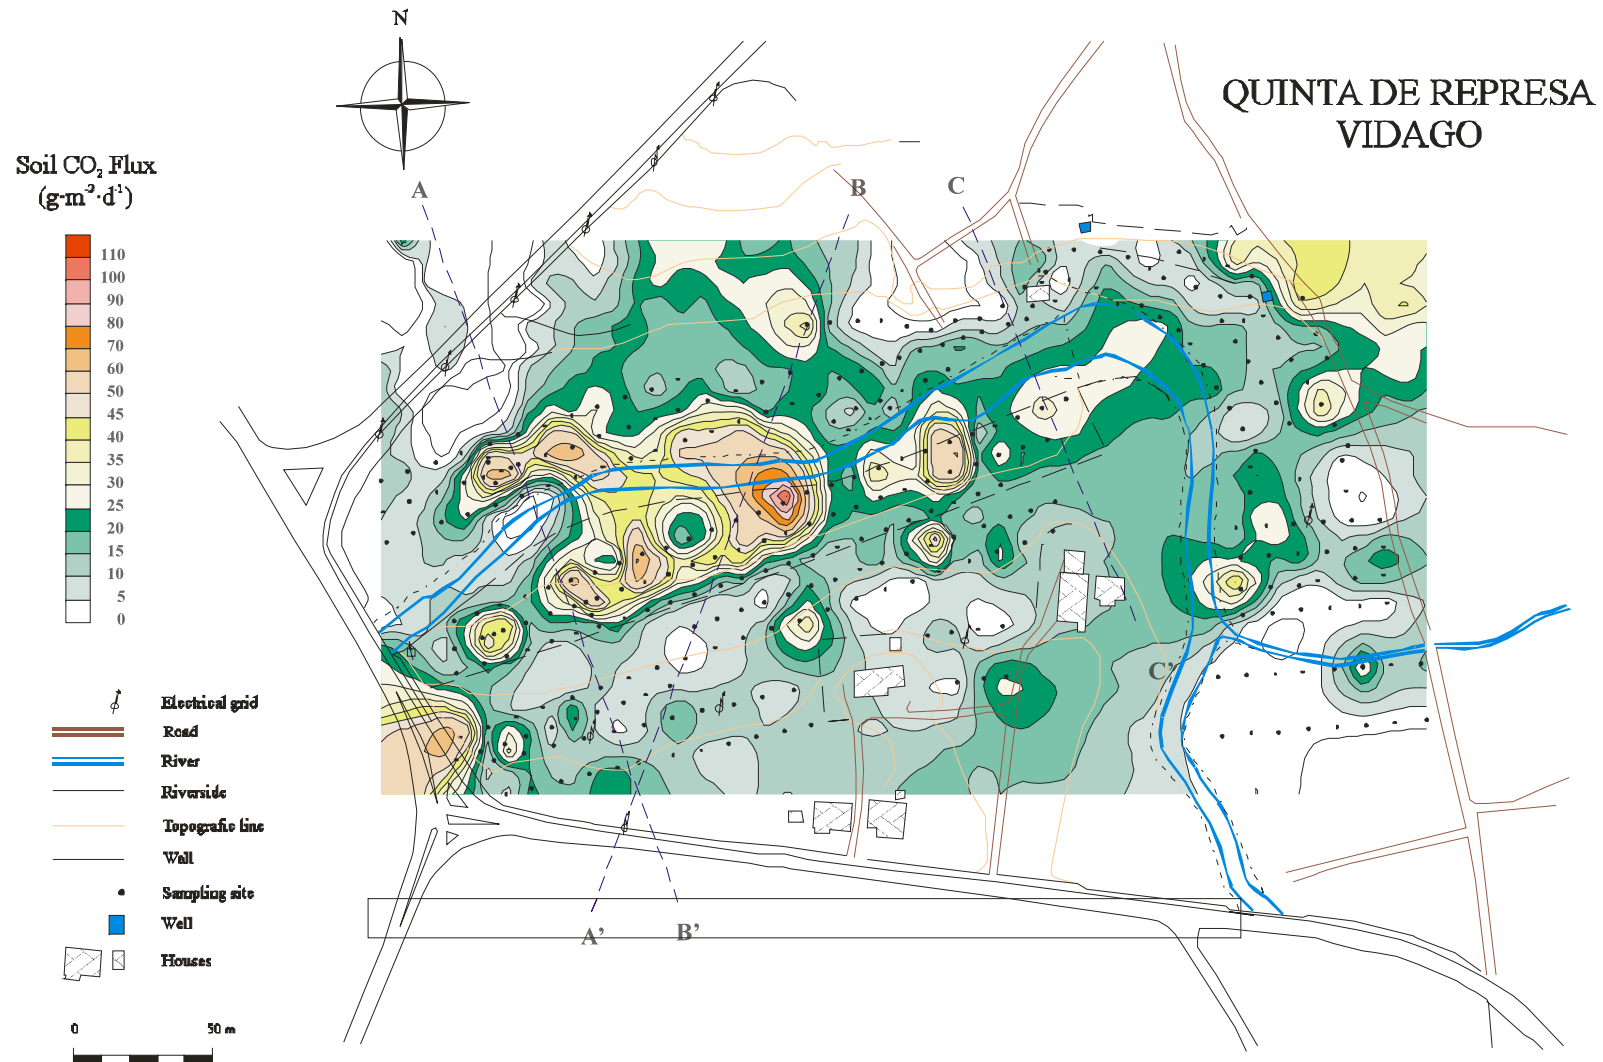 N
QUINTA DE REPRESA
VIDAGO
Soil CO₂ Flux
(g·m⁻²·d⁻¹)
A
B
C
110
100
90
80
70
60
50
45
40
35
30
25
20
15
10
5
0
C'
Electrical grid
Road
River
Riverside
Topografic line
Wall
Sampling site
Well
Houses
A'
B'
0 50 m